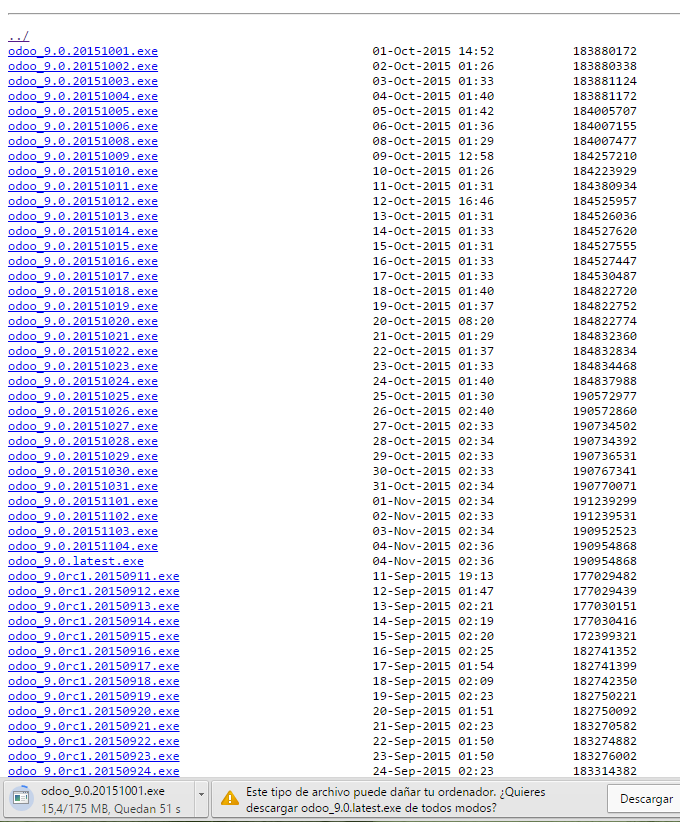 ../
odoo_9.0.20151001.exe 01-Oct-2015 14:52 183880172
odoo_9.0.20151002.exe 02-Oct-2015 01:26 183880338
odoo_9.0.20151003.exe 03-Oct-2015 01:33 183881124
odoo_9.0.20151004.exe 04-Oct-2015 01:40 183881172
odoo_9.0.20151005.exe 05-Oct-2015 01:42 184005707
odoo_9.0.20151006.exe 06-Oct-2015 01:36 184007155
odoo_9.0.20151008.exe 08-Oct-2015 01:29 184007477
odoo_9.0.20151009.exe 09-Oct-2015 12:58 184257210
odoo_9.0.20151010.exe 10-Oct-2015 01:26 184223929
odoo_9.0.20151011.exe 11-Oct-2015 01:31 184380934
odoo_9.0.20151012.exe 12-Oct-2015 16:46 184525957
odoo_9.0.20151013.exe 13-Oct-2015 01:31 184526036
odoo_9.0.20151014.exe 14-Oct-2015 01:33 184527620
odoo_9.0.20151015.exe 15-Oct-2015 01:31 184527555
odoo_9.0.20151016.exe 16-Oct-2015 01:33 184527447
odoo_9.0.20151017.exe 17-Oct-2015 01:33 184530487
odoo_9.0.20151018.exe 18-Oct-2015 01:40 184822720
odoo_9.0.20151019.exe 19-Oct-2015 01:37 184822752
odoo_9.0.20151020.exe 20-Oct-2015 08:20 184822774
odoo_9.0.20151021.exe 21-Oct-2015 01:29 184832360
odoo_9.0.20151022.exe 22-Oct-2015 01:37 184832834
odoo_9.0.20151023.exe 23-Oct-2015 01:33 184834468
odoo_9.0.20151024.exe 24-Oct-2015 01:40 184837988
odoo_9.0.20151025.exe 25-Oct-2015 01:30 190572977
odoo_9.0.20151026.exe 26-Oct-2015 02:40 190572860
odoo_9.0.20151027.exe 27-Oct-2015 02:33 190734502
odoo_9.0.20151028.exe 28-Oct-2015 02:34 190734392
odoo_9.0.20151029.exe 29-Oct-2015 02:33 190736531
odoo_9.0.20151030.exe 30-Oct-2015 02:33 190767341
odoo_9.0.20151031.exe 31-Oct-2015 02:34 190770071
odoo_9.0.20151101.exe 01-Nov-2015 02:34 191239299
odoo_9.0.20151102.exe 02-Nov-2015 02:33 191239531
odoo_9.0.20151103.exe 03-Nov-2015 02:34 190952523
odoo_9.0.20151104.exe 04-Nov-2015 02:36 190954868
odoo_9.0.latest.exe 04-Nov-2015 02:36 190954868
odoo_9.0rc1.20150911.exe 11-Sep-2015 19:13 177029482
odoo_9.0rc1.20150912.exe 12-Sep-2015 01:47 177029439
odoo_9.0rc1.20150913.exe 13-Sep-2015 02:21 177030151
odoo_9.0rc1.20150914.exe 14-Sep-2015 02:19 177030416
odoo_9.0rc1.20150915.exe 15-Sep-2015 02:20 172399321
odoo_9.0rc1.20150916.exe 16-Sep-2015 02:25 182741352
odoo_9.0rc1.20150917.exe 17-Sep-2015 01:54 182741399
odoo_9.0rc1.20150918.exe 18-Sep-2015 02:09 182742350
odoo_9.0rc1.20150919.exe 19-Sep-2015 02:23 182750221
odoo_9.0rc1.20150920.exe 20-Sep-2015 01:51 182750092
odoo_9.0rc1.20150921.exe 21-Sep-2015 02:23 183270582
odoo_9.0rc1.20150922.exe 22-Sep-2015 01:50 183274882
odoo_9.0rc1.20150923.exe 23-Sep-2015 01:50 183276002
odoo_9.0rc1.20150924.exe 24-Sep-2015 02:23 183314382
odoo_9.0.20151001.exe
15,4/175 MB, Quedan 51 s
Este tipo de archivo puede dañar tu ordenador. ¿Quieres
descargar odoo_9.0.latest.exe de todos modos?
Descargar